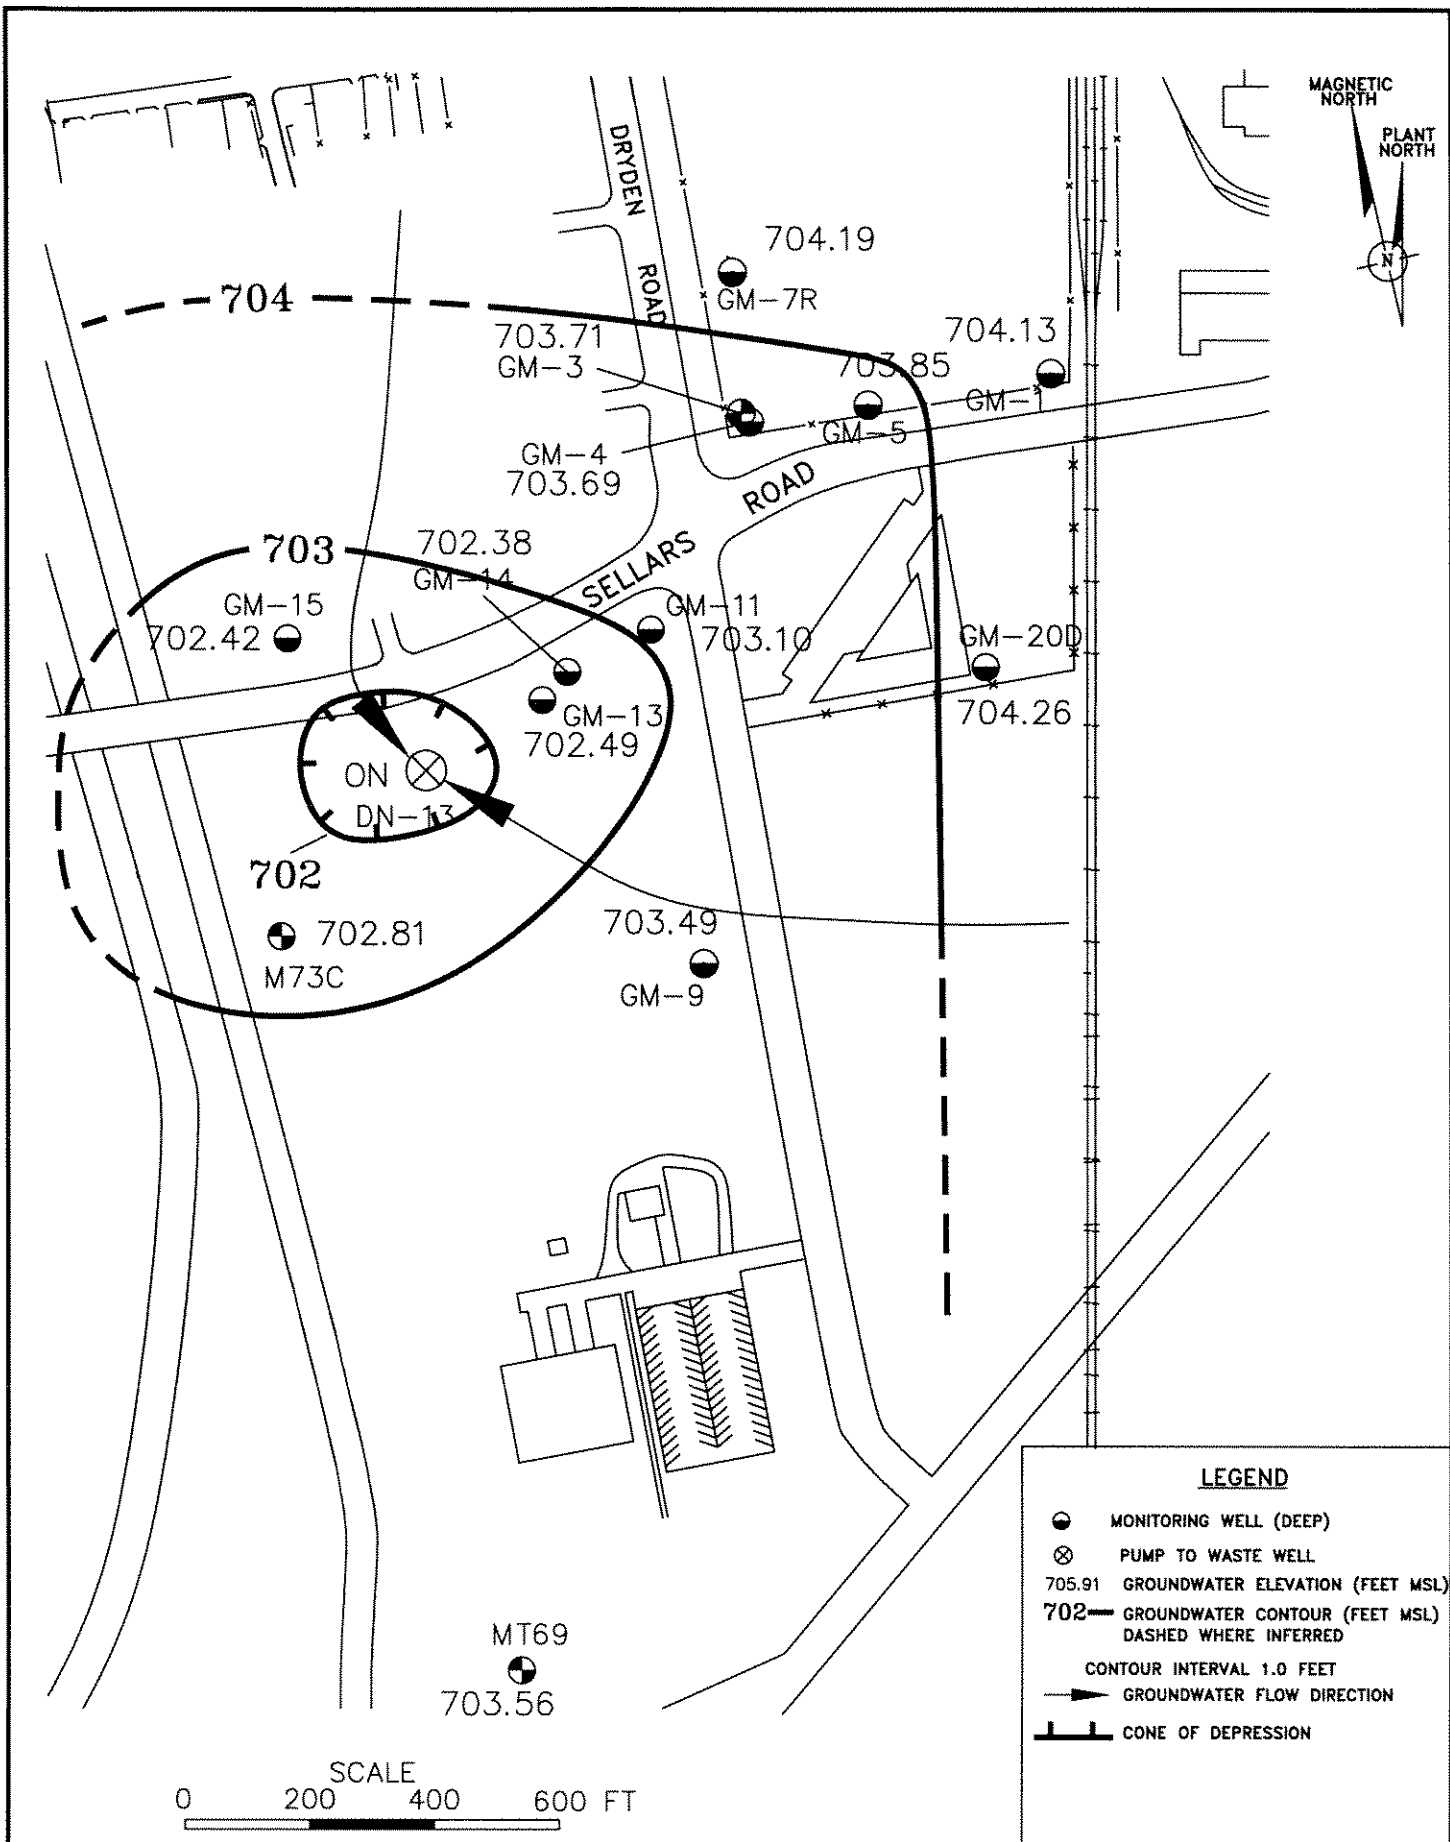 MAGNETIC
NORTH
PLANT
NORTH
N
DRYDEN
ROAD
704.19
GM-7R
704
703.71
GM-3
704.13
703.85
GM-1
GM-5
GM-4
703.69
ROAD
SELLARS
703
702.38
GM-14
GM-15
702.42
GM-11
703.10
GM-20D
704.26
GM-13
702.49
ON
DN-13
702
703.49
GM-9
702.81
M73C
MT69
703.56
SCALE
0 200 400 600 FT
LEGEND
MONITORING WELL (DEEP)
PUMP TO WASTE WELL
705.91 GROUNDWATER ELEVATION (FEET MSL)
702 GROUNDWATER CONTOUR (FEET MSL)
DASHED WHERE INFERRED
CONTOUR INTERVAL 1.0 FEET
GROUNDWATER FLOW DIRECTION
CONE OF DEPRESSION